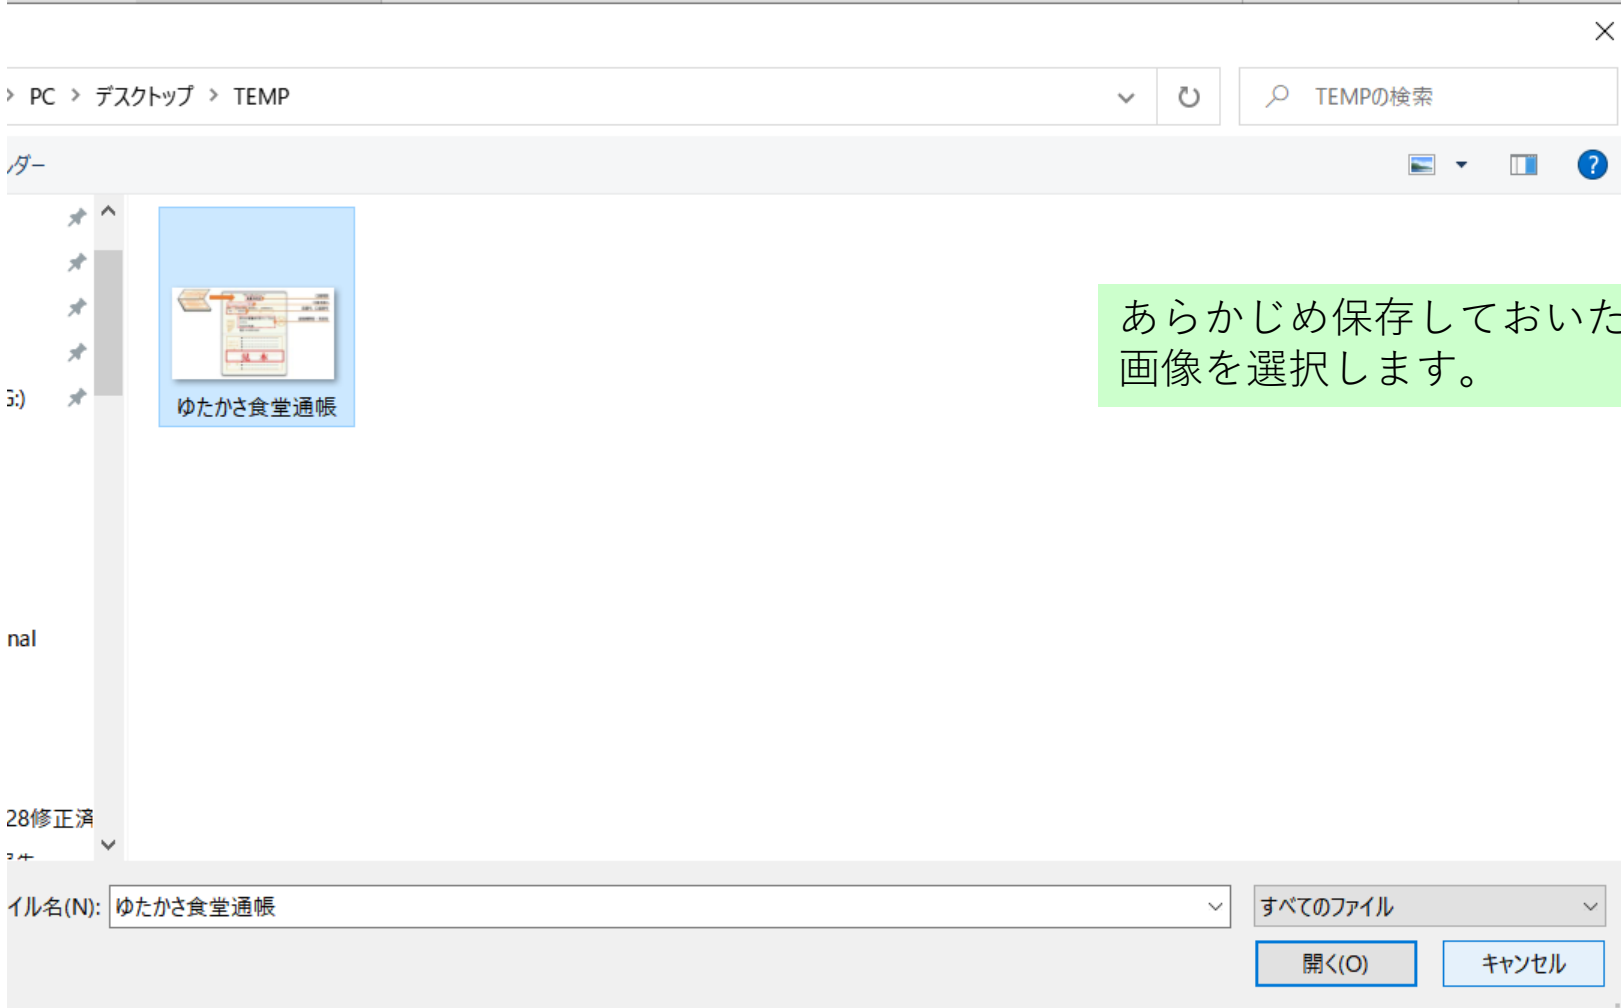 › PC › デスクトップ › TEMP
TEMPの検索
ルダー
あらかじめ保存しておいた
画像を選択します。
見 本
G:)
ゆたかさ食堂通帳
nal
28修正済
イル名(N): ゆたかさ食堂通帳
すべてのファイル
開く(O)
キャンセル